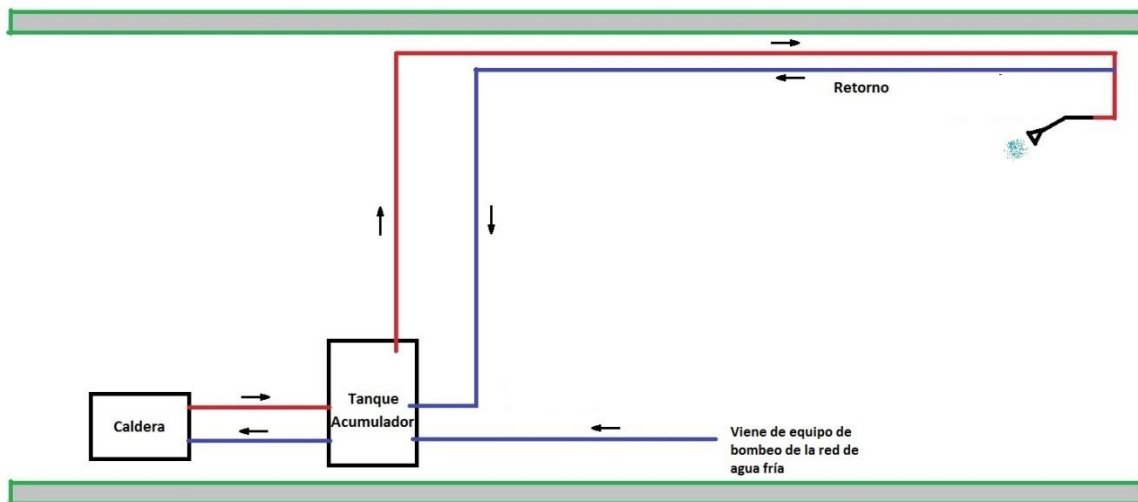 Retorno
Tanque
Acumulador
Caldera
Viene de equipo de
bombeo de la red de
agua fría